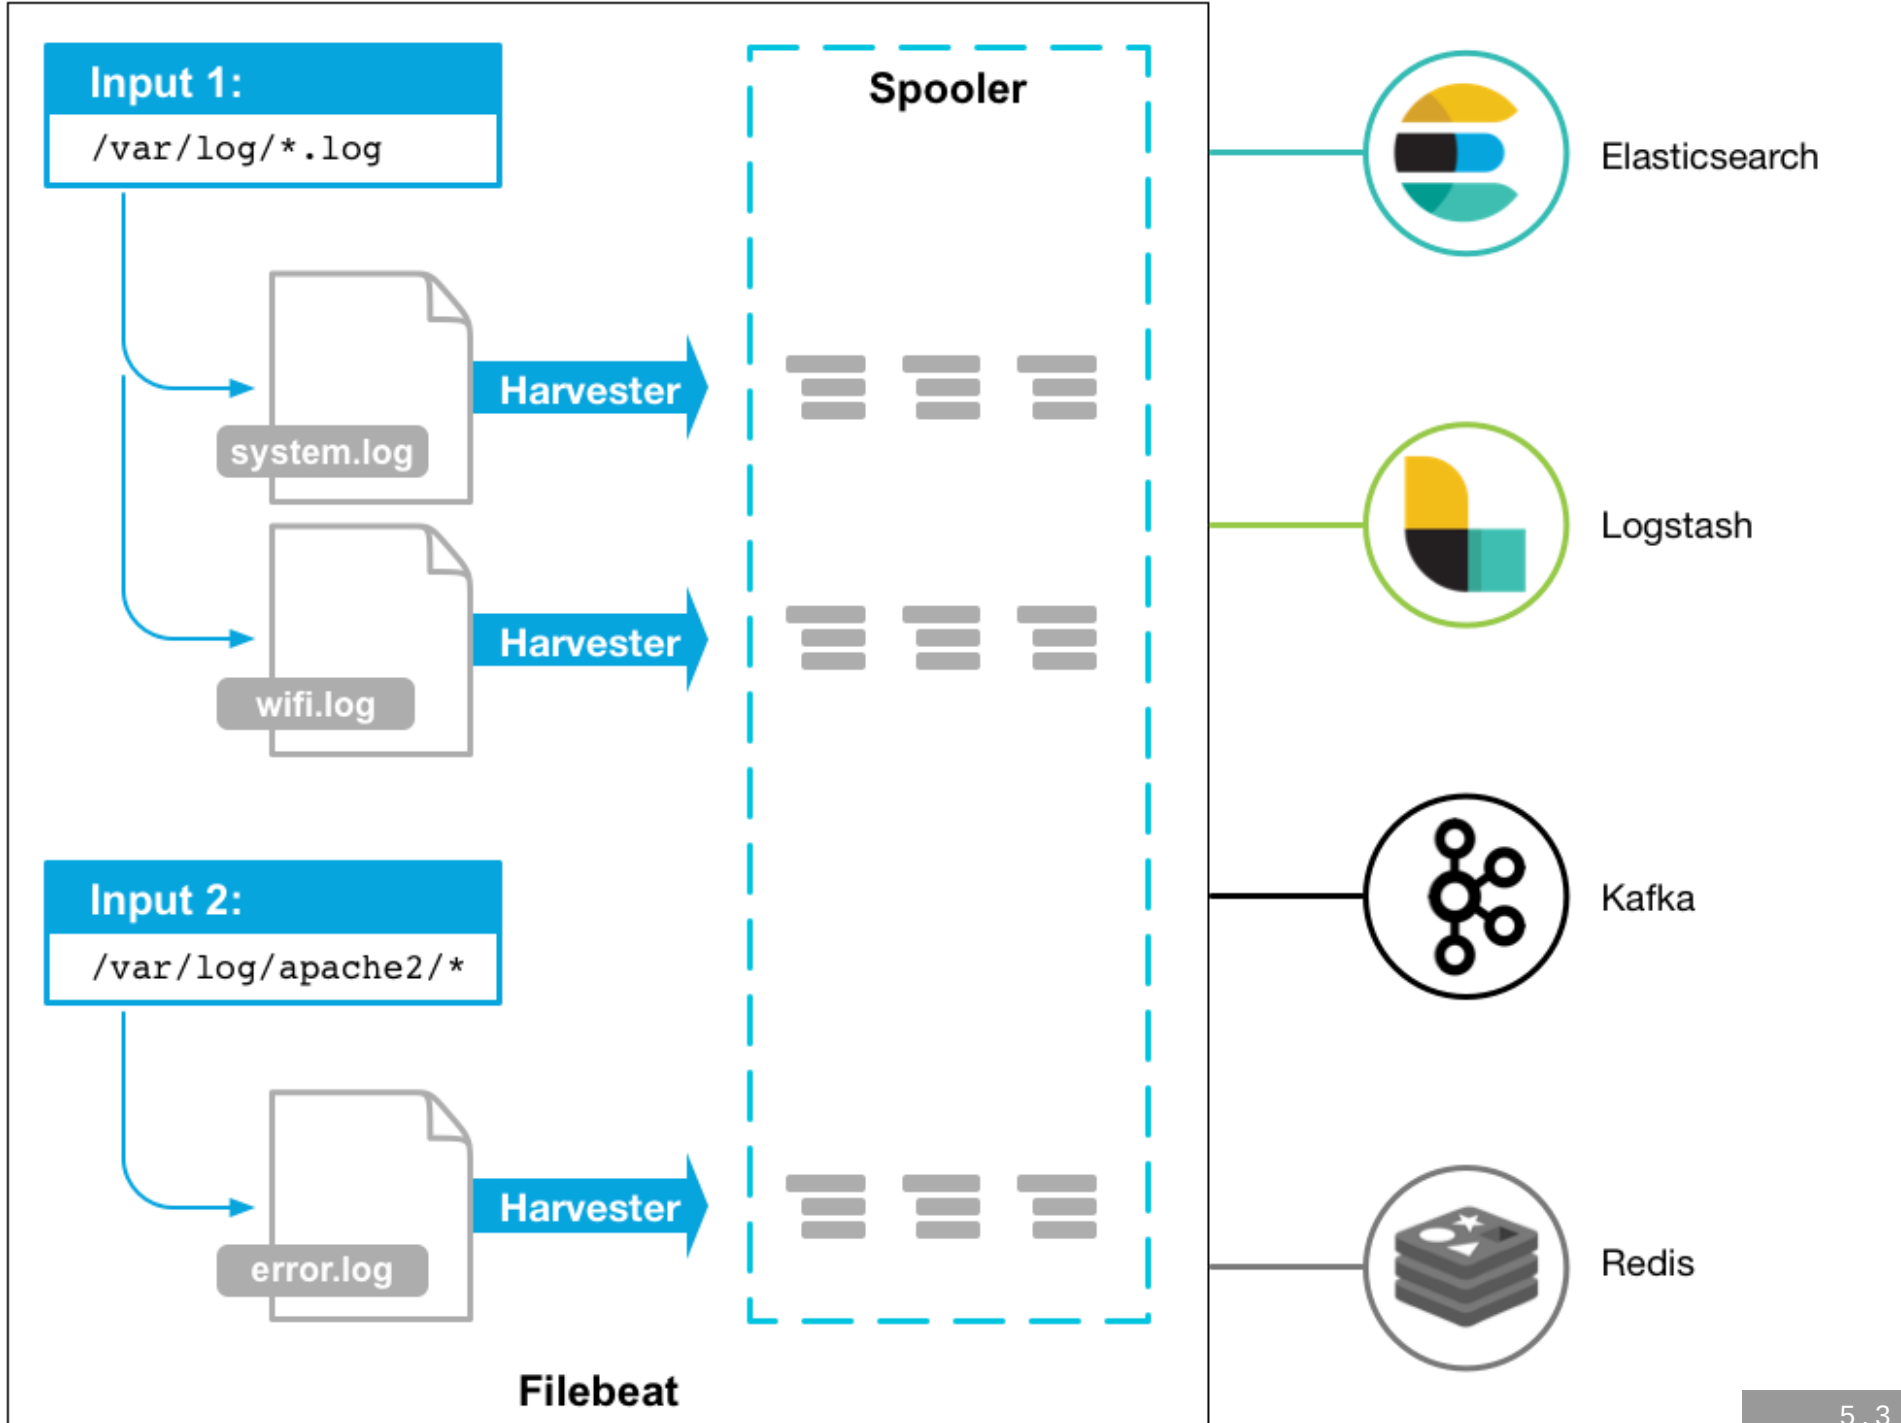 Input 1:
/var/log/*.log
system.log
Harvester
wifi.log
Harvester
Input 2:
/var/log/apache2/*
error.log
Harvester
Spooler
Filebeat
Elasticsearch
Logstash
Kafka
Redis
5.3